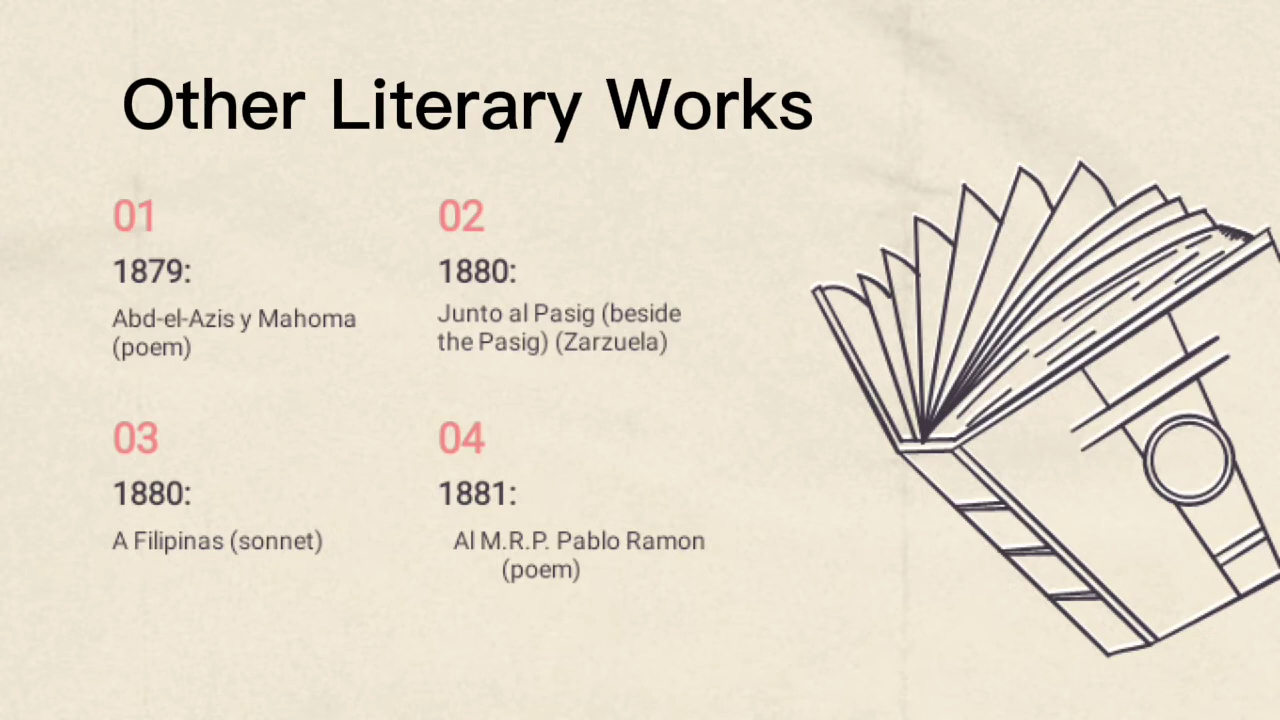 Other Literary Works
01
1879:
Abd-el-Azis y Mahoma
(poem)
02
1880:
Junto al Pasig (beside
the Pasig) (Zarzuela)
03
1880:
A Filipinas (sonnet)
04
1881:
Al M.R.P. Pablo Ramon
(poem)